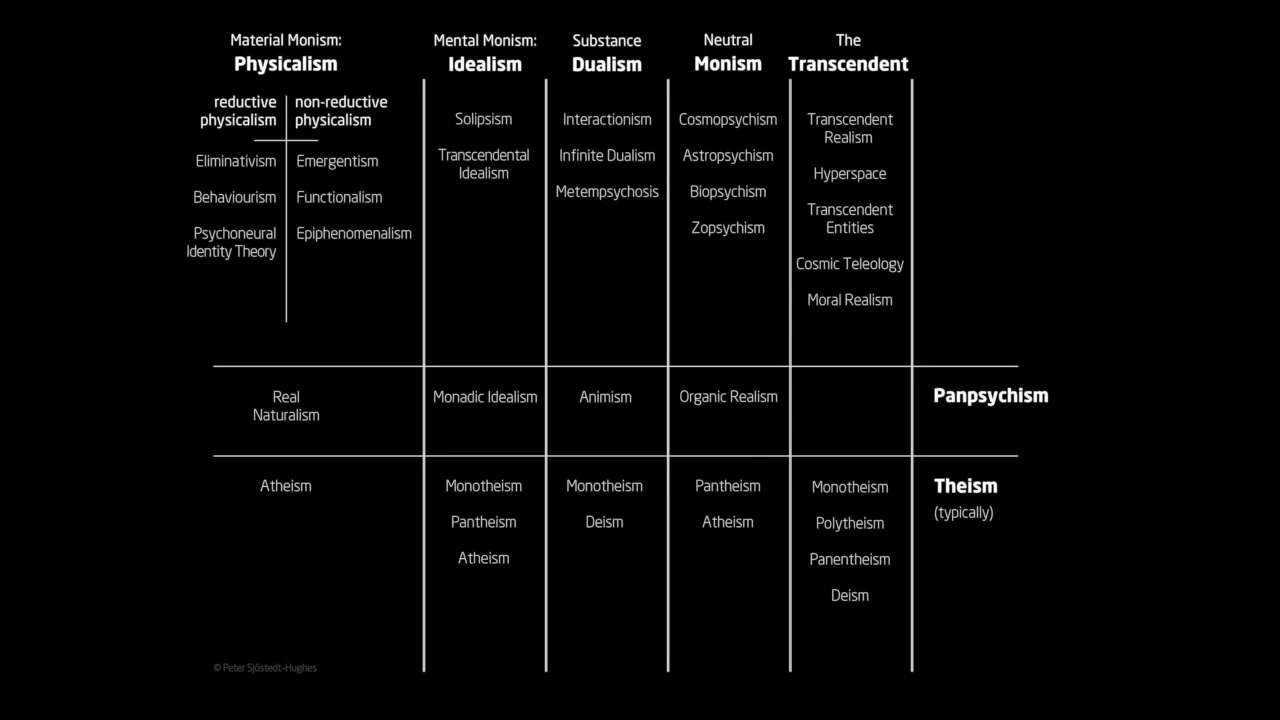 Material Monism:
Physicalism
reductive
physicalism
Eliminativism
Behaviourism
Psychoneural
Identity Theory
non-reductive
physicalism
Emergentism
Functionalism
Epiphenomenalism
Mental Monism:
Idealism
Solipsism
Transcendental
Idealism
Substance
Dualism
Interactionism
Infinite Dualism
Metempsychosis
Neutral
Monism
Cosmopsychism
Astropsychism
Biopsychism
Zopsychism
The
Transcendent
Transcendent
Realism
Hyperspace
Transcendent
Entities
Cosmic Teleology
Moral Realism
Real
Naturalism
Monadic Idealism
Animism
Organic Realism
Panpsychism
Atheism
Monotheism
Pantheism
Atheism
Monotheism
Deism
Pantheism
Atheism
Monotheism
Polytheism
Panentheism
Deism
Theism
(typically)
© Peter Sjöstedt-Hughes